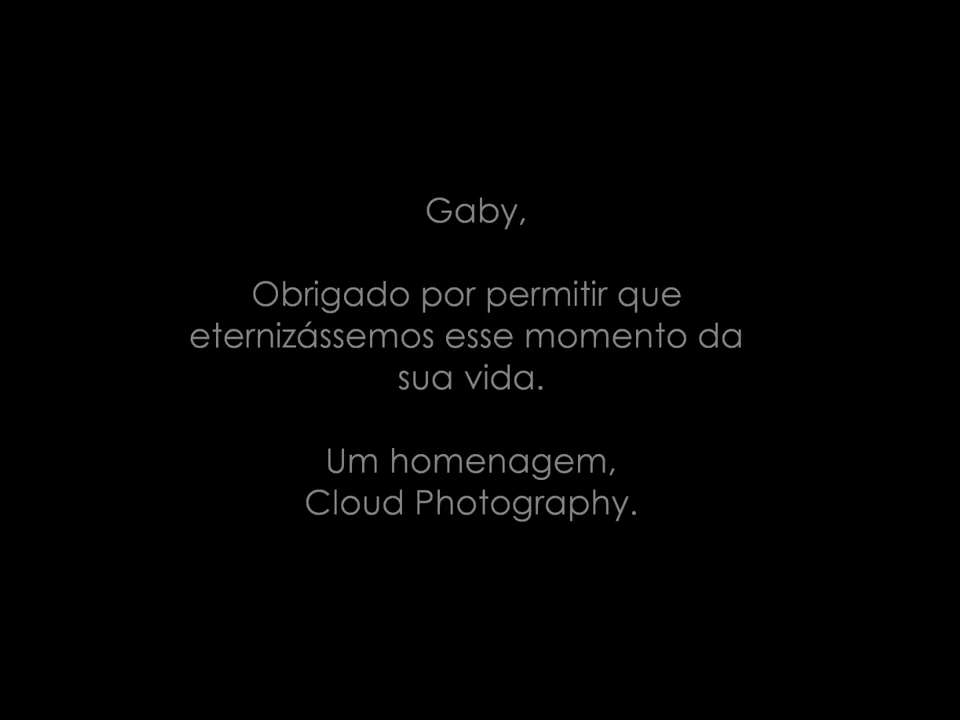 Gaby,
Obrigado por permitir que
eternizássemos esse momento da
sua vida.
Um homenagem,
Cloud Photography.